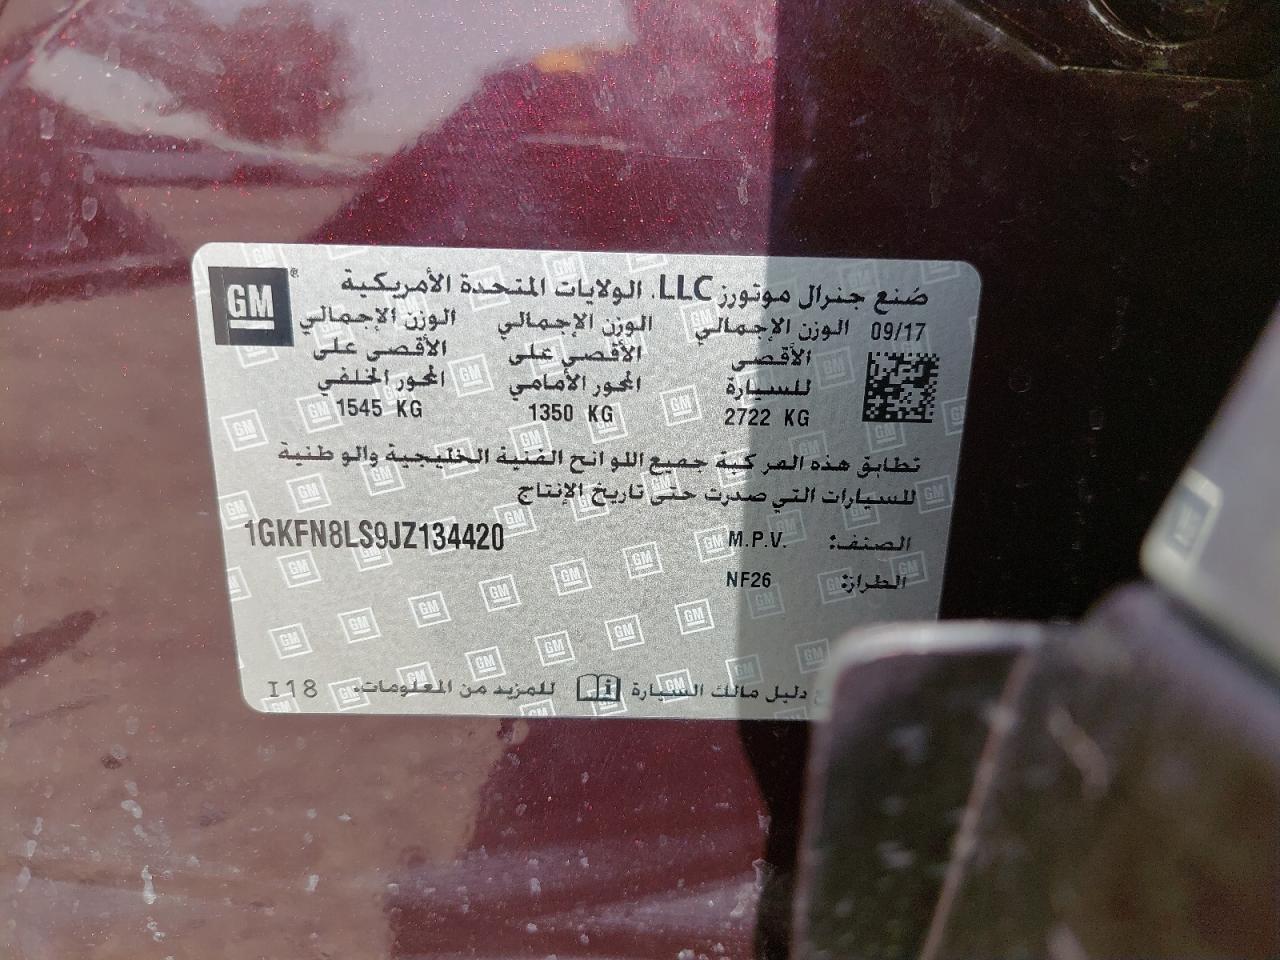 GM
صُنع جنرال موتورز LLC. الولايات المتحدة الأمريكية
09/17 الوزن الإجمالي الوزن الإجمالي الوزن الإجمالي
الأقصى الأقصى على الأقصى على
للسيارة المحور الأمامي المحور الخلفي
2722 KG 1350 KG 1545 KG
تطابق هذه المركبة جميع اللوائح الفنية الخليجية والوطنية
للسيارات التي صدرت حتى تاريخ الإنتاج
الصنف: M.P.V. 1GKFN8LS9JZ134420
الطراز: NF26
دليل مالك السيارة للمزيد من المعلومات. I18